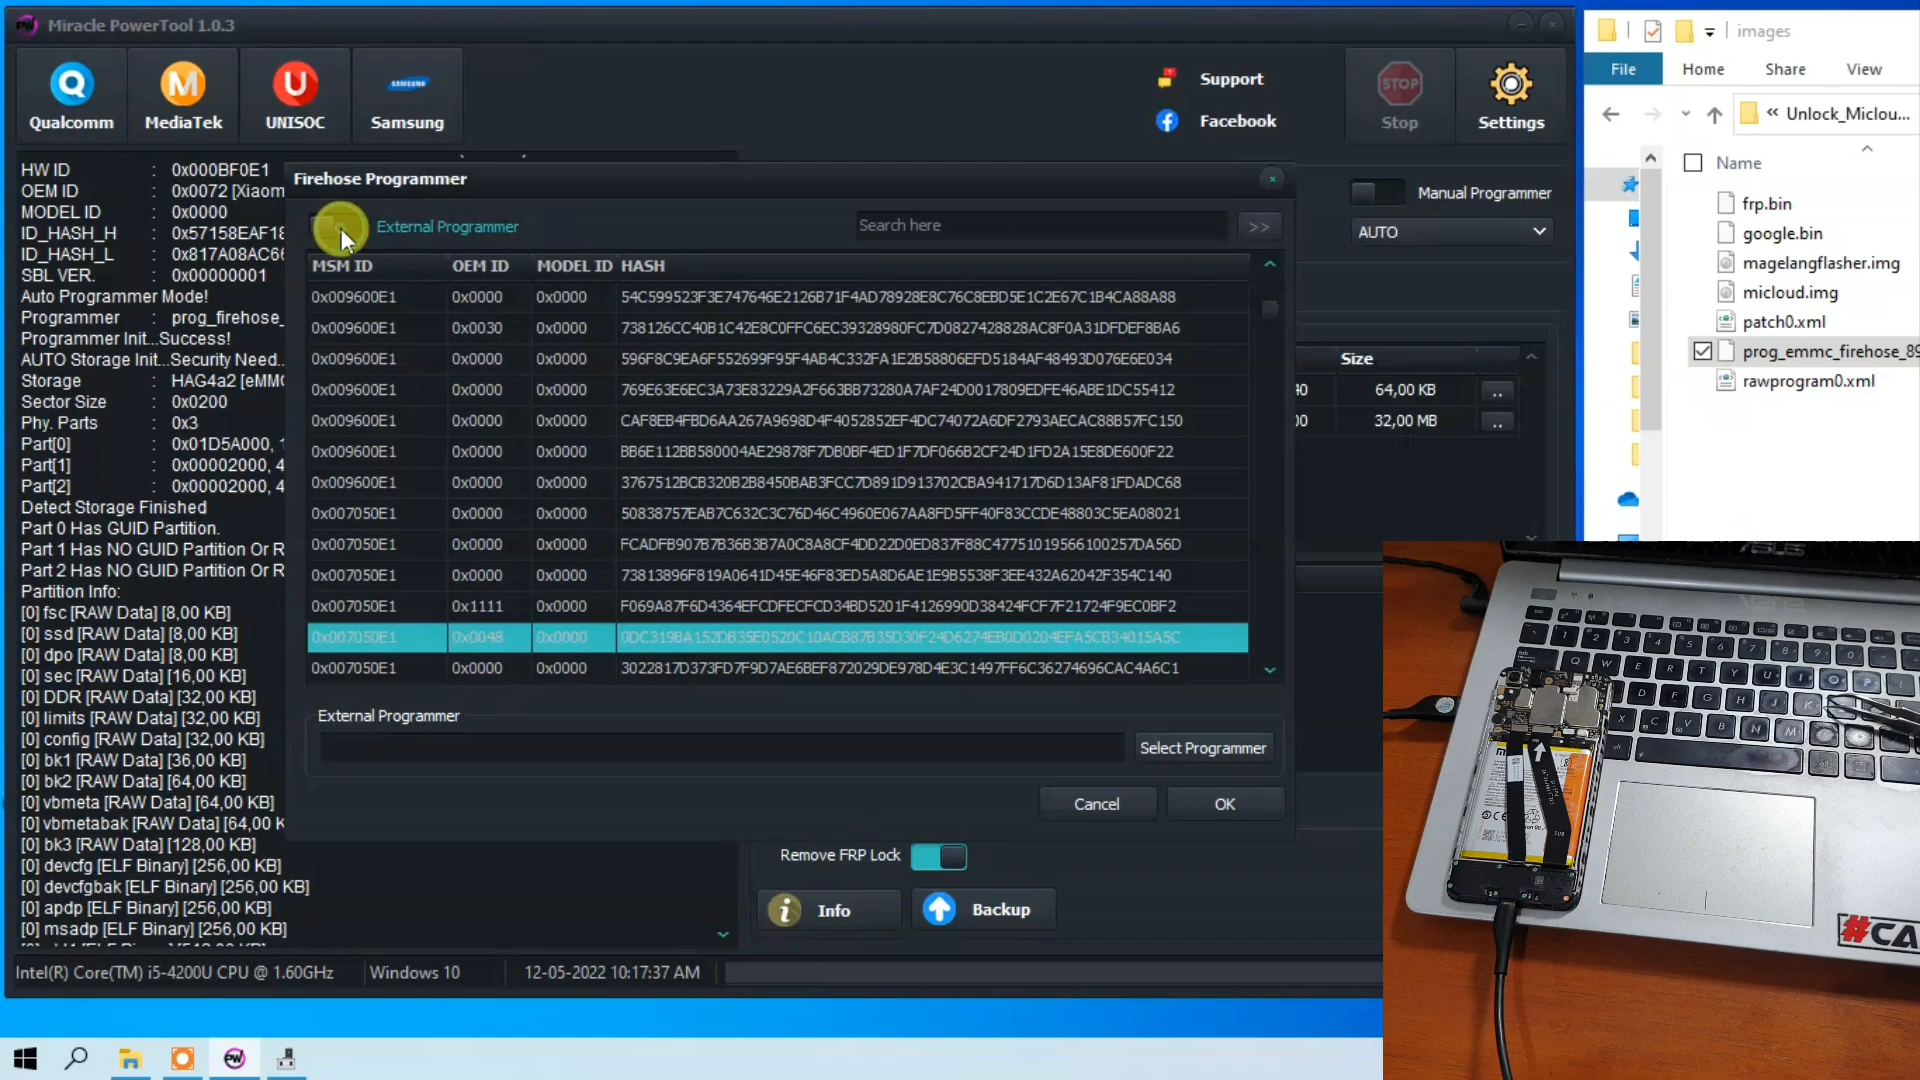 Miracle PowerTool 1.0.3
Qualcomm
MediaTek
UNISOC
SAMSUNG
Samsung
Support
Facebook
STOP
Stop
Settings
HW ID : 0x000BF0E1
OEM ID : 0x0072 [Xiaom
MODEL ID : 0x0000
ID_HASH_H : 0x57158EAF18
ID_HASH_L : 0x817A08AC66
SBL VER. : 0x00000001
Auto Programmer Mode!
Programmer : prog_firehose_
Programmer Init...Success!
AUTO Storage Init...Security Need..
Storage : HAG4a2 [eMMC
Sector Size : 0x0200
Phy. Parts : 0x3
Part[0] : 0x01D5A000, 1
Part[1] : 0x00002000, 4
Part[2] : 0x00002000, 4
Detect Storage Finished
Part 0 Has GUID Partition.
Part 1 Has NO GUID Partition Or R
Part 2 Has NO GUID Partition Or R
Partition Info:
[0] fsc [RAW Data] [8,00 KB]
[0] ssd [RAW Data] [8,00 KB]
[0] dpo [RAW Data] [8,00 KB]
[0] sec [RAW Data] [16,00 KB]
[0] DDR [RAW Data] [32,00 KB]
[0] limits [RAW Data] [32,00 KB]
[0] config [RAW Data] [32,00 KB]
[0] bk1 [RAW Data] [36,00 KB]
[0] bk2 [RAW Data] [64,00 KB]
[0] vbmeta [RAW Data] [64,00 KB]
[0] vbmetabak [RAW Data] [64,00 K
[0] bk3 [RAW Data] [128,00 KB]
[0] devcfg [ELF Binary] [256,00 KB]
[0] devcfgbak [ELF Binary] [256,00 KB]
[0] apdp [ELF Binary] [256,00 KB]
[0] msadp [ELF Binary] [256,00 KB]
Firehose Programmer
External Programmer
Search here
>>
MSM ID OEM ID MODEL ID HASH
0x009600E1 0x0000 0x0000 54C599523F3E747646E2126B71F4AD78928E8C76C8EBD5E1C2E67C1B4CA88A88
0x009600E1 0x0030 0x0000 738126CC40B1C42E8C0FFC6EC39328980FC7D0827428828AC8F0A31DFDEF8BA6
0x009600E1 0x0000 0x0000 596F8C9EA6F552699F95F4AB4C332FA1E2B58806EFD5184AF48493D076E6E034
0x009600E1 0x0000 0x0000 769E63E6EC3A73E83229A2F663BB73280A7AF24D0017809EDFE46ABE1DC55412
0x009600E1 0x0000 0x0000 CAF8EB4FBD6AA267A9698D4F4052852EF4DC74072A6DF2793AECAC88B57FC150
0x009600E1 0x0000 0x0000 BB6E112BB580004AE29878F7DB0BF4ED1F7DF066B2CF24D1FD2A15E8DE600F22
0x009600E1 0x0000 0x0000 3767512BCB320B2B8450BAB3FCC7D891D913702CBA941717D6D13AF81FDADC68
0x007050E1 0x0000 0x0000 50838757EAB7C632C3C76D46C4960E067AA8FD5FF40F83CCDE48803C5EA08021
0x007050E1 0x0000 0x0000 FCADFB907B7B36B3B7A0C8A8CF4DD22D0ED837F88C47751019566100257DA56D
0x007050E1 0x0000 0x0000 73813896F819A0641D45E46F83ED5A8D6AE1E9B5538F3EE432A62042F354C140
0x007050E1 0x1111 0x0000 F069A87F6D4364EFCDFECFCD34BD5201F4126990D38424FCF7F21724F9EC0BF2
0x007050E1 0x0048 0x0000 0DC319BA152DB35E0520C10ACB87B35D30F24D6274EB0D0204EFA5CB34015A5C
0x007050E1 0x0000 0x0000 3022817D373FD7F9D7AE6BEF872029DE978D4E3C1497FF6C36274696CAC4A6C1
External Programmer
Select Programmer
Cancel
OK
Manual Programmer
AUTO
Size
40 64,00 KB ..
00 32,00 MB ..
Remove FRP Lock
Info
Backup
Intel(R) Core(TM) i5-4200U CPU @ 1.60GHz
Windows 10
12-05-2022 10:17:37 AM
images
File Home Share View
« Unlock_Miclou...
Name
frp.bin
google.bin
magelangflasher.img
micloud.img
patch0.xml
prog_emmc_firehose_89
rawprogram0.xml
ASUS
#CA